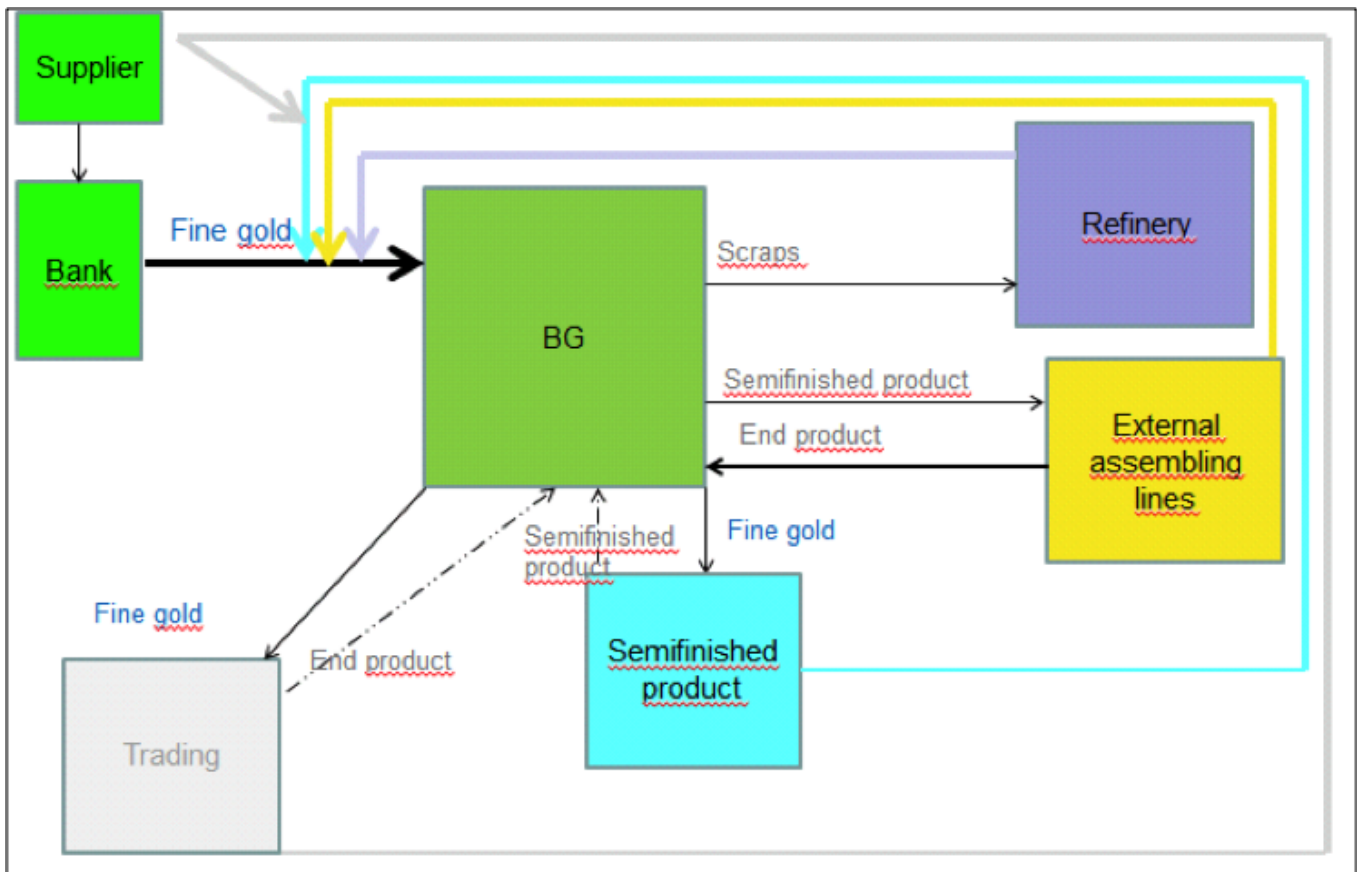 Supplier
Fine gold
Bank
Refinery
Scraps
BG
Semifinished product
End product
External
assembling
lines
Semifinished
product
Fine gold
Fine gold
End product
Semifinished
product
Trading